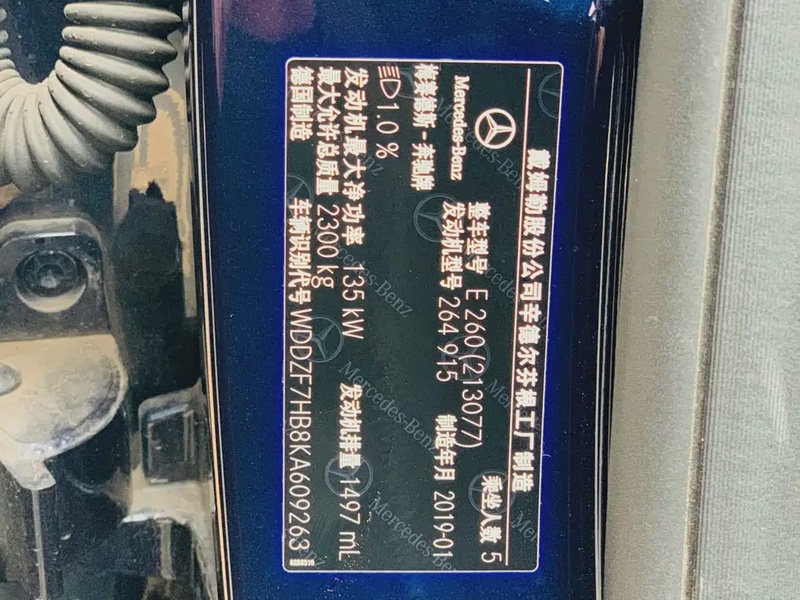 戴姆勒股份公司辛德尔芬根工厂制造
Mercedes-Benz
梅赛德斯-奔驰牌
整车型号 E 260 (213077) 乘坐人数 5
发动机型号 264 915 制造年月 2019-01
1.0 %
发动机最大净功率 135 kW 发动机排量 1497 mL
最大允许总质量 2300 kg
德国制造 车辆识别代号 WDDZF7HB8KA609263